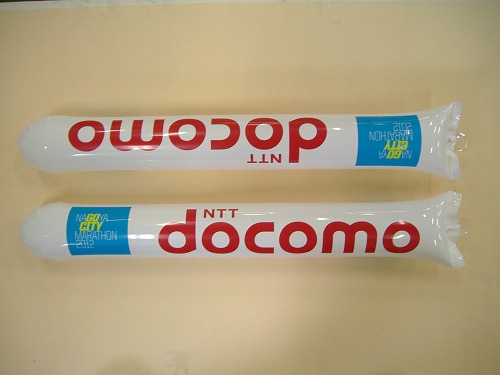 NTT
docomo
NAGOYA
CITY
MARATHON
2012
NTT
docomo
NAGOYA
CITY
MARATHON
2012